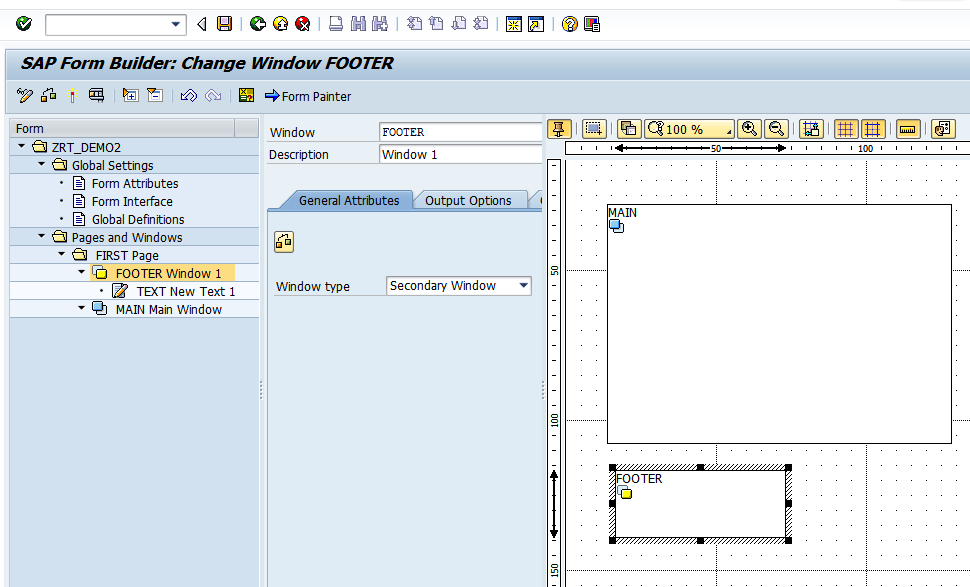 SAP Form Builder: Change Window FOOTER
Form Painter
Form
ZRT_DEMO2
Global Settings
Form Attributes
Form Interface
Global Definitions
Pages and Windows
FIRST Page
FOOTER Window 1
TEXT New Text 1
MAIN Main Window
Window FOOTER
Description Window 1
General Attributes Output Options
Window type Secondary Window
100 %
50 100
MAIN
50
100
FOOTER
150